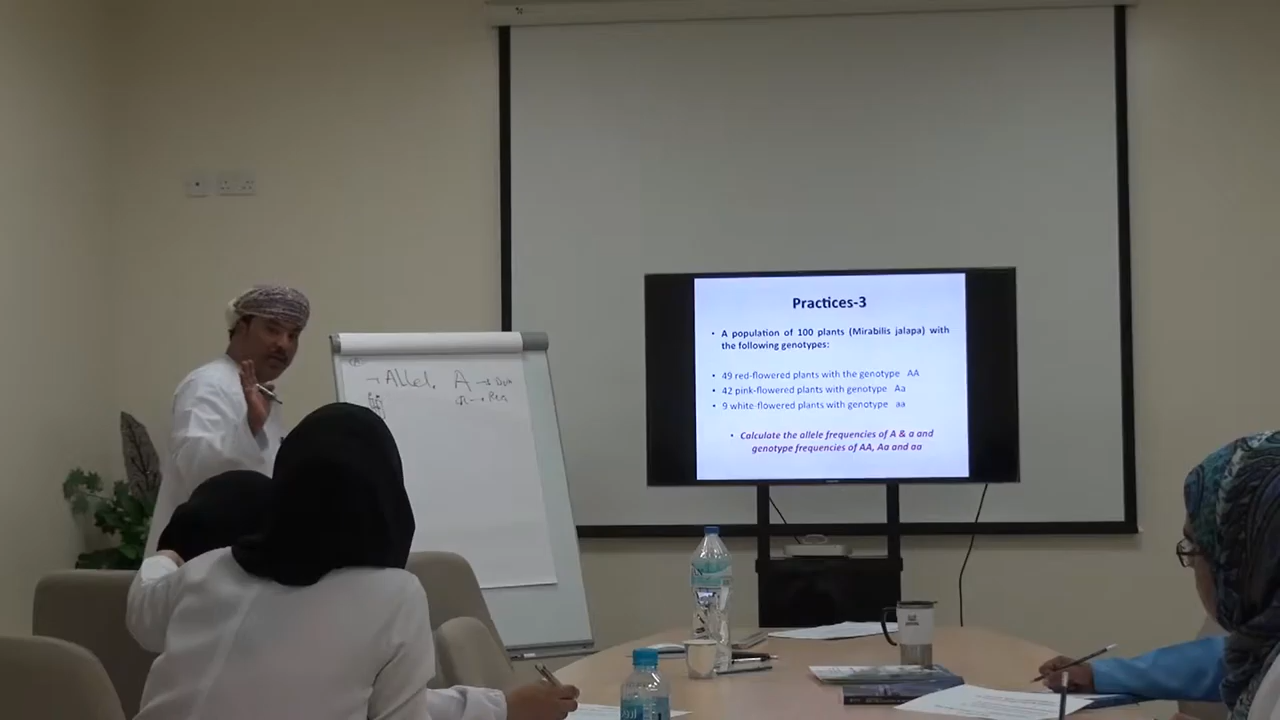 Allel. A →
Practices-3
• A population of 100 plants (Mirabilis jalapa) with
the following genotypes:
• 49 red-flowered plants with the genotype AA
• 42 pink-flowered plants with genotype Aa
• 9 white-flowered plants with genotype aa
• Calculate the allele frequencies of A & a and
genotype frequencies of AA, Aa and aa